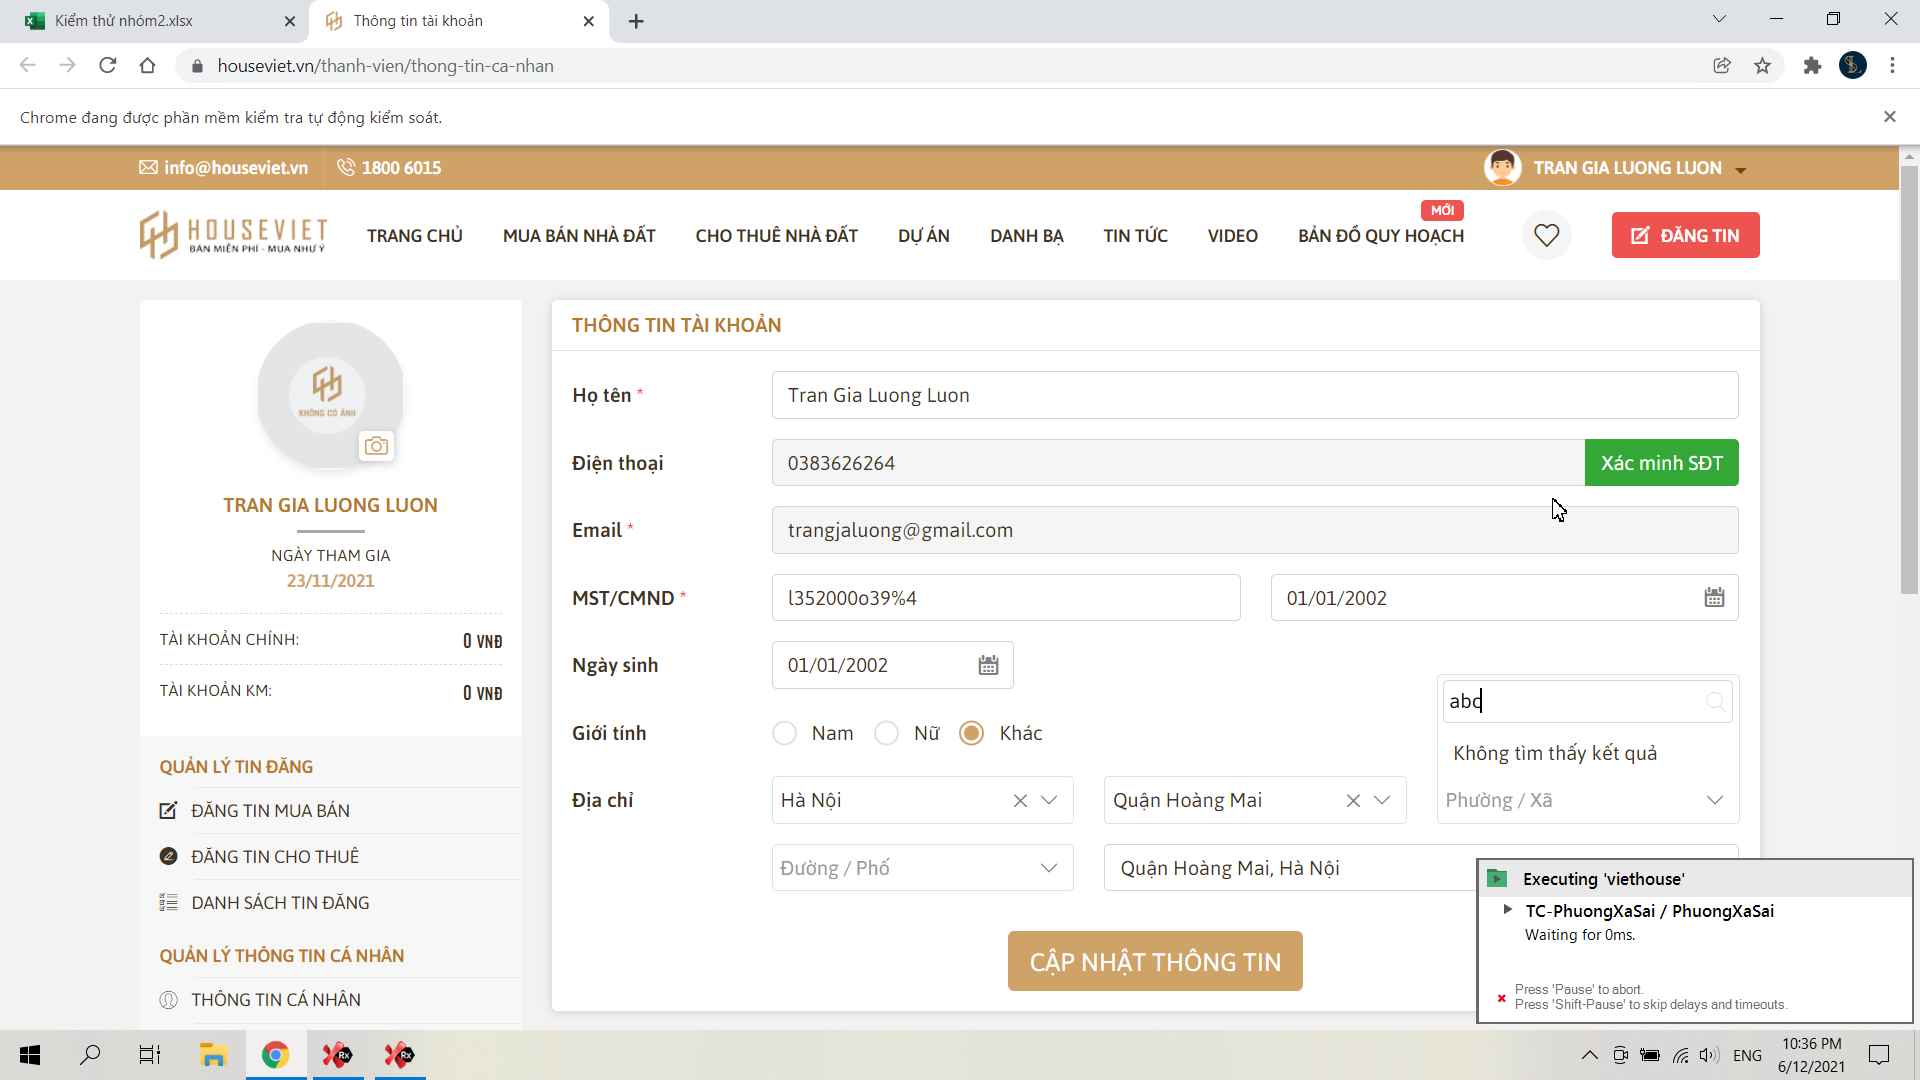 Kiểm thử nhóm2.xlsx
Thông tin tài khoản
houseviet.vn/thanh-vien/thong-tin-ca-nhan
Chrome đang được phần mềm kiểm tra tự động kiểm soát.
info@houseviet.vn
1800 6015
TRAN GIA LUONG LUON
HOUSEVIET
BÁN MIỄN PHÍ - MUA NHƯ Ý
TRANG CHỦ
MUA BÁN NHÀ ĐẤT
CHO THUÊ NHÀ ĐẤT
DỰ ÁN
DANH BẠ
TIN TỨC
VIDEO
BẢN ĐỒ QUY HOẠCH
MỚI
ĐĂNG TIN
KHÔNG CÓ ẢNH
TRAN GIA LUONG LUON
NGÀY THAM GIA
23/11/2021
TÀI KHOẢN CHÍNH: 0 VNĐ
TÀI KHOẢN KM: 0 VNĐ
QUẢN LÝ TIN ĐĂNG
ĐĂNG TIN MUA BÁN
ĐĂNG TIN CHO THUÊ
DANH SÁCH TIN ĐĂNG
QUẢN LÝ THÔNG TIN CÁ NHÂN
THÔNG TIN CÁ NHÂN
THÔNG TIN TÀI KHOẢN
Họ tên * Tran Gia Luong Luon
Điện thoại 0383626264 Xác minh SĐT
Email * trangjaluong@gmail.com
MST/CMND * l352000o39%4 01/01/2002
Ngày sinh 01/01/2002
abc
Giới tính Nam Nữ Khác
Không tìm thấy kết quả
Địa chỉ Hà Nội Quận Hoàng Mai Phường / Xã
Đường / Phố Quận Hoàng Mai, Hà Nội
CẬP NHẬT THÔNG TIN
Executing 'viethouse'
TC-PhuongXaSai / PhuongXaSai
Waiting for 0ms.
Press 'Pause' to abort.
Press 'Shift-Pause' to skip delays and timeouts.
Rx
Rx
ENG
10:36 PM
6/12/2021